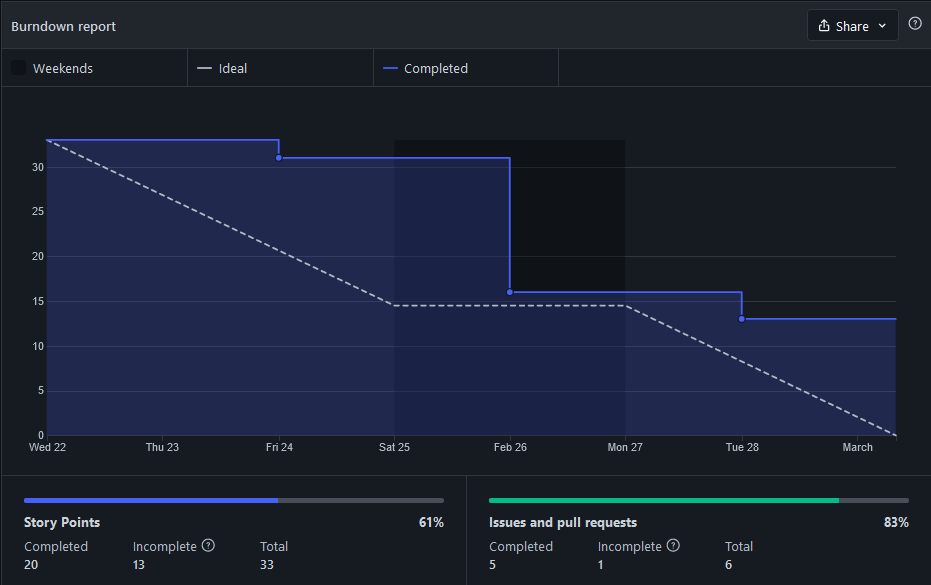 Burndown report
Share
Weekends
Ideal
Completed
30
25
20
15
10
5
0
Wed 22 Thu 23 Fri 24 Sat 25 Feb 26 Mon 27 Tue 28 March
Story Points 61%
Completed Incomplete ? Total
20 13 33
Issues and pull requests 83%
Completed Incomplete ? Total
5 1 6